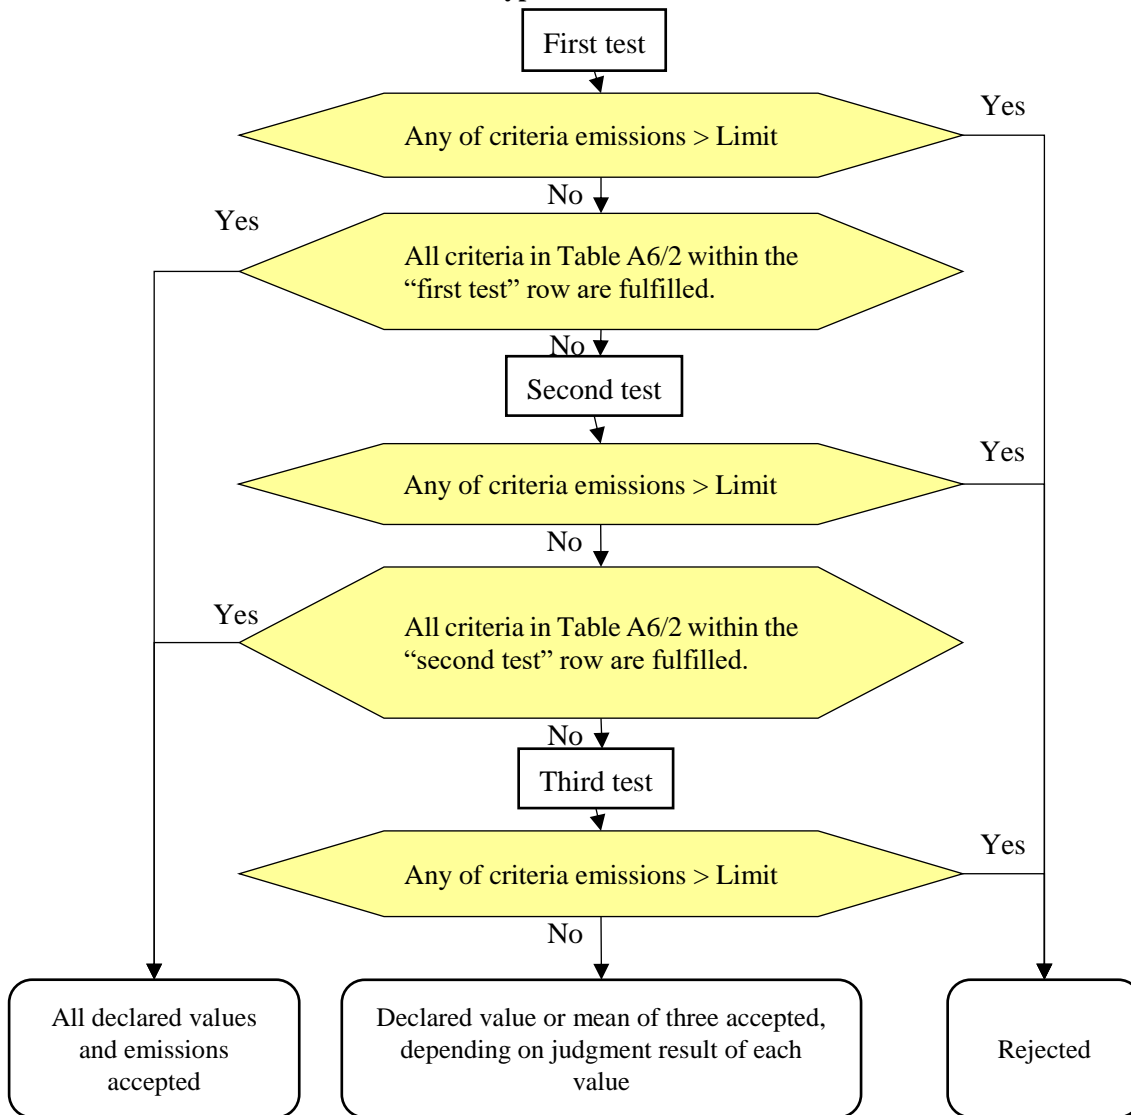 First test
Any of criteria emissions > Limit
Yes
No
Yes
All criteria in Table A6/2 within the
“first test” row are fulfilled.
No
Second test
Any of criteria emissions > Limit
Yes
No
Yes
All criteria in Table A6/2 within the
“second test” row are fulfilled.
No
Third test
Any of criteria emissions > Limit
Yes
No
All declared values
and emissions
accepted
Declared value or mean of three accepted,
depending on judgment result of each
value
Rejected